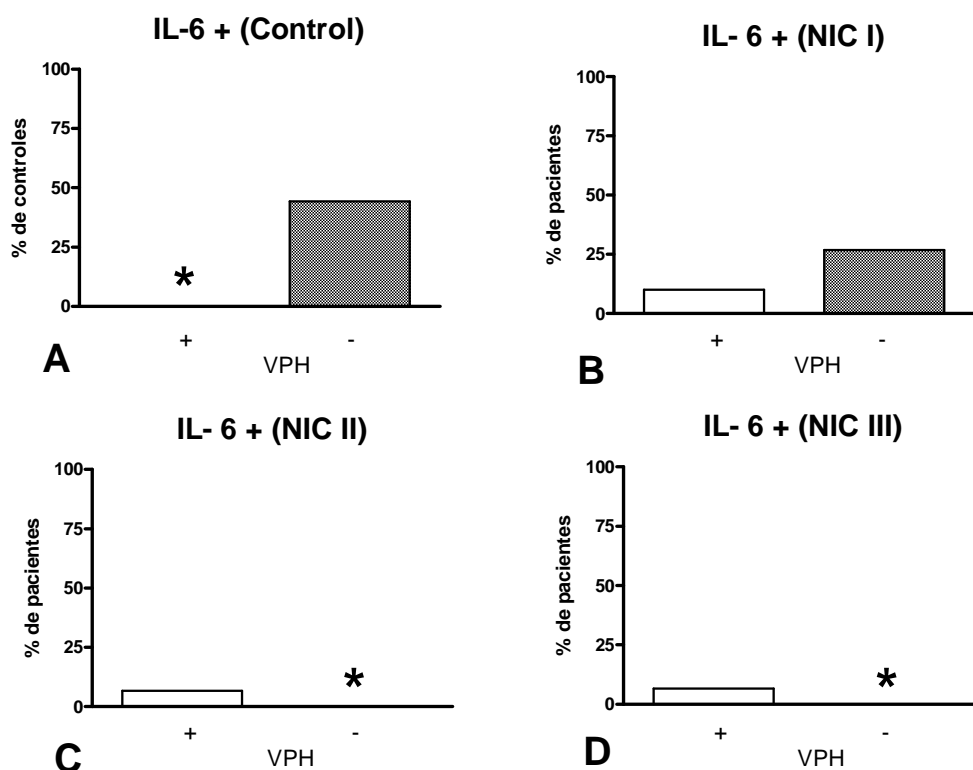 IL-6 + (Control)
100
75
50
25
0
% de controles
*
+ -
VPH
A
IL- 6 + (NIC I)
100
75
50
25
0
% de pacientes
+ -
VPH
B
IL- 6 + (NIC II)
100
75
50
25
0
% de pacientes
*
+ -
VPH
C
IL- 6 + (NIC III)
100
75
50
25
0
% de pacientes
*
+ -
VPH
D